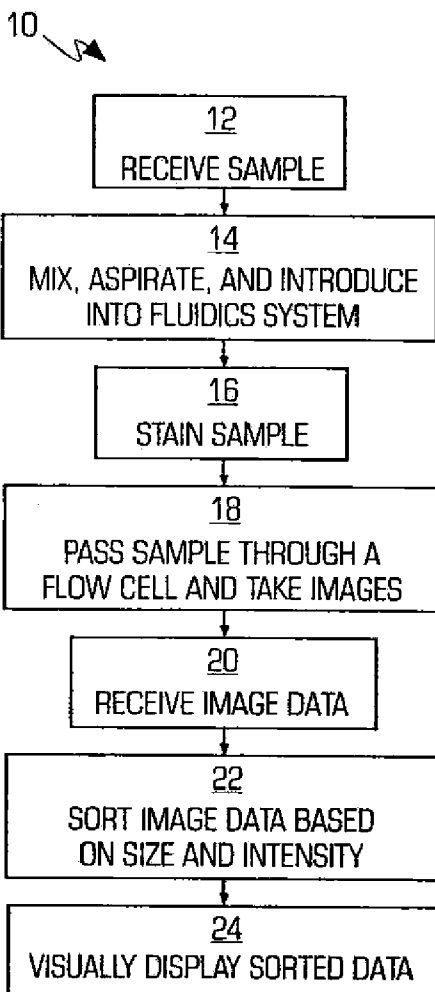 10
12
RECEIVE SAMPLE
14
MIX, ASPIRATE, AND INTRODUCE
INTO FLUIDICS SYSTEM
16
STAIN SAMPLE
18
PASS SAMPLE THROUGH A
FLOW CELL AND TAKE IMAGES
20
RECEIVE IMAGE DATA
22
SORT IMAGE DATA BASED
ON SIZE AND INTENSITY
24
VISUALLY DISPLAY SORTED DATA